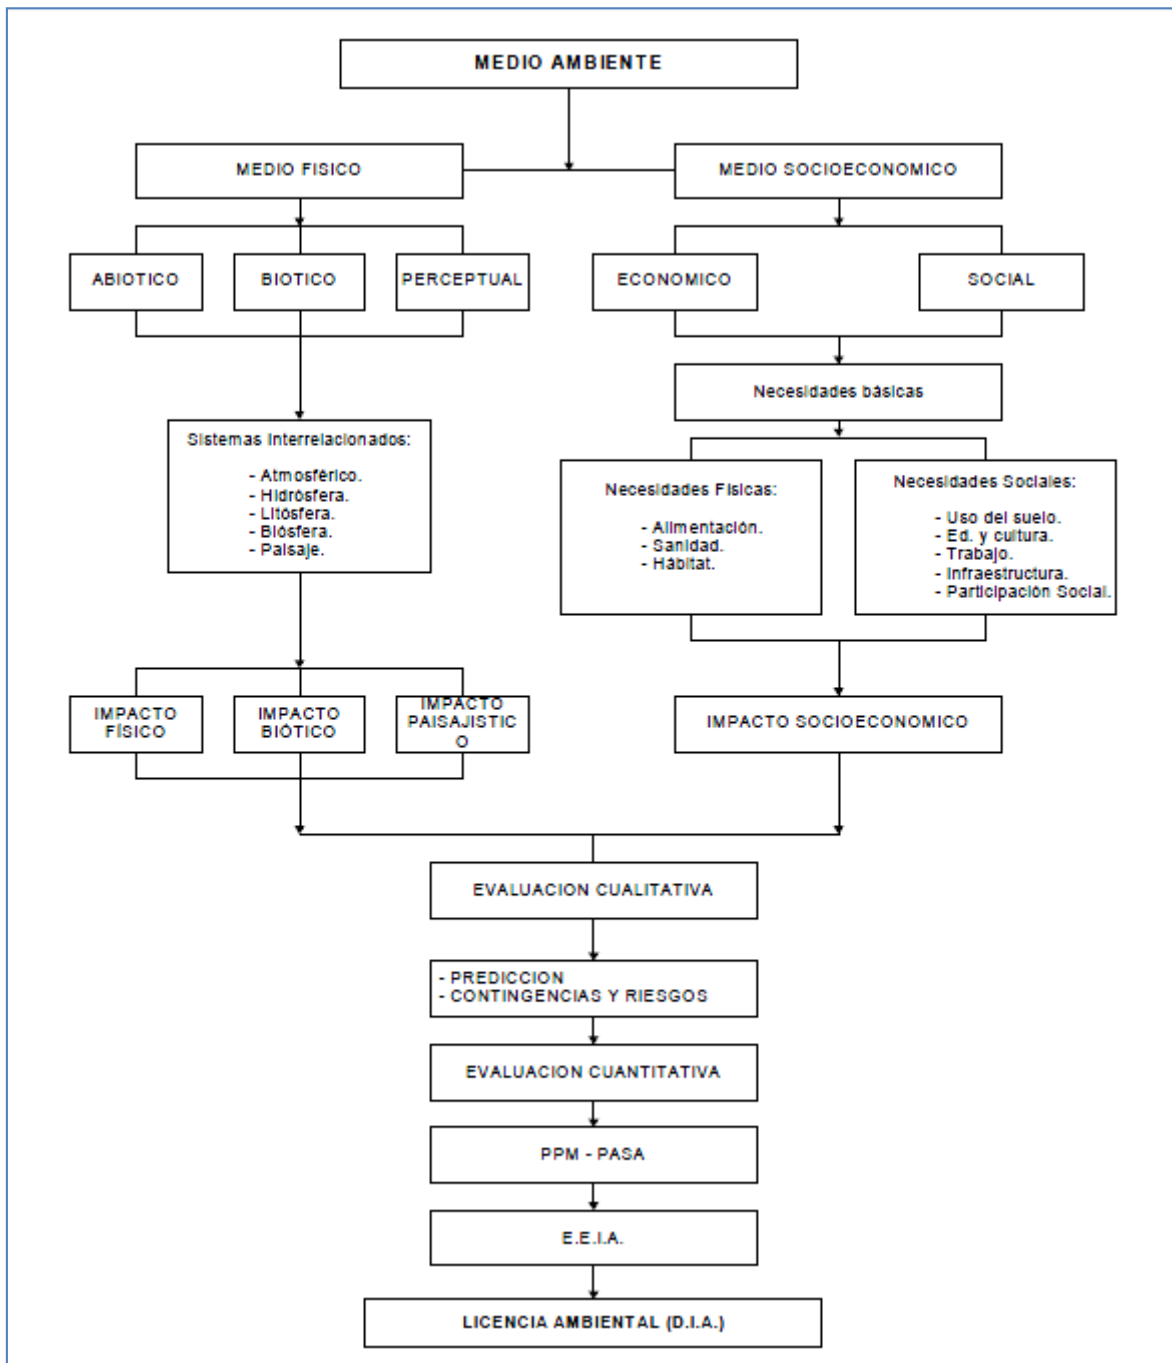 MEDIO AMBIENTE
MEDIO FISICO
MEDIO SOCIOECONOMICO
ABIOTICO
BIOTICO
PERCEPTUAL
ECONOMICO
SOCIAL
Necesidades básicas
Sistemas Interrelacionados:
- Atmosférico.
- Hidrósfera.
- Litósfera.
- Biósfera.
- Paisaje.
Necesidades Físicas:
- Alimentación.
- Sanidad.
- Hábitat.
Necesidades Sociales:
- Uso del suelo.
- Ed. y cultura.
- Trabajo.
- Infraestructura.
- Participación Social.
IMPACTO
FÍSICO
IMPACTO
BIÓTICO
IMPACTO
PAISAJISTIC
O
IMPACTO SOCIOECONOMICO
EVALUACION CUALITATIVA
- PREDICCION
- CONTINGENCIAS Y RIESGOS
EVALUACION CUANTITATIVA
PPM - PASA
E.E.I.A.
LICENCIA AMBIENTAL (D.I.A.)